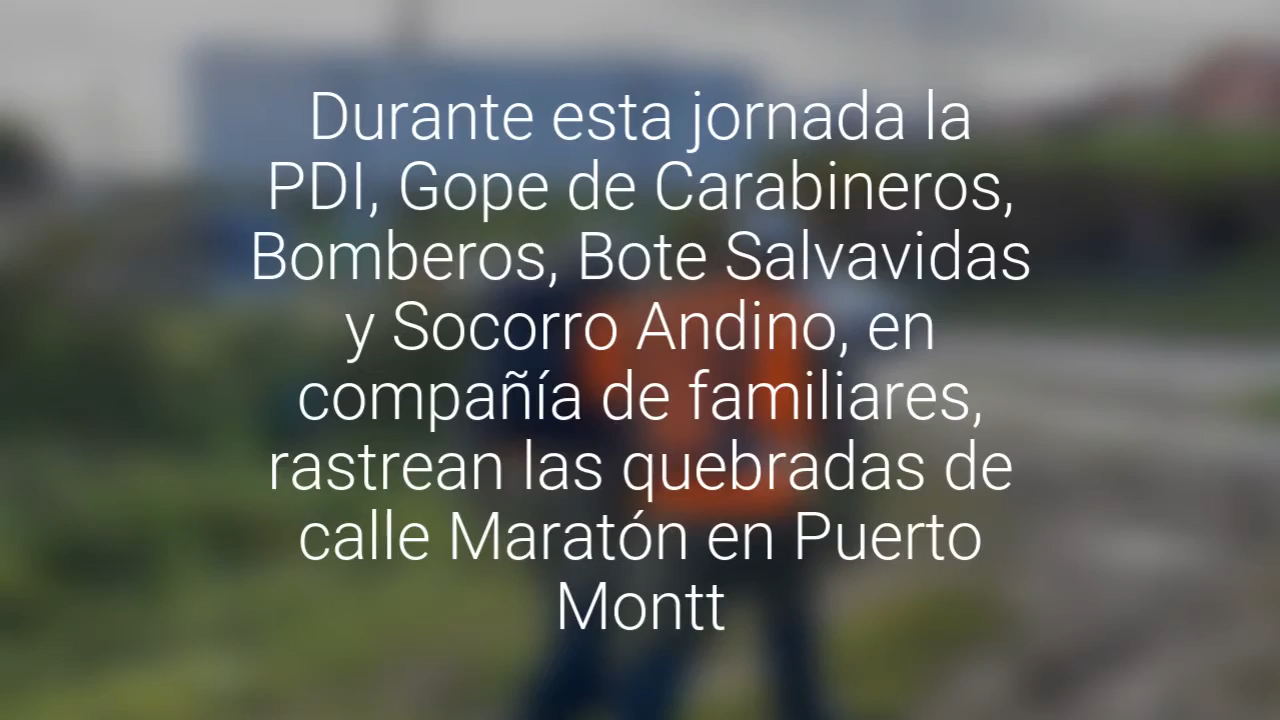 Durante esta jornada la
PDI, Gope de Carabineros,
Bomberos, Bote Salvavidas
y Socorro Andino, en
compañía de familiares,
rastrean las quebradas de
calle Maratón en Puerto
Montt